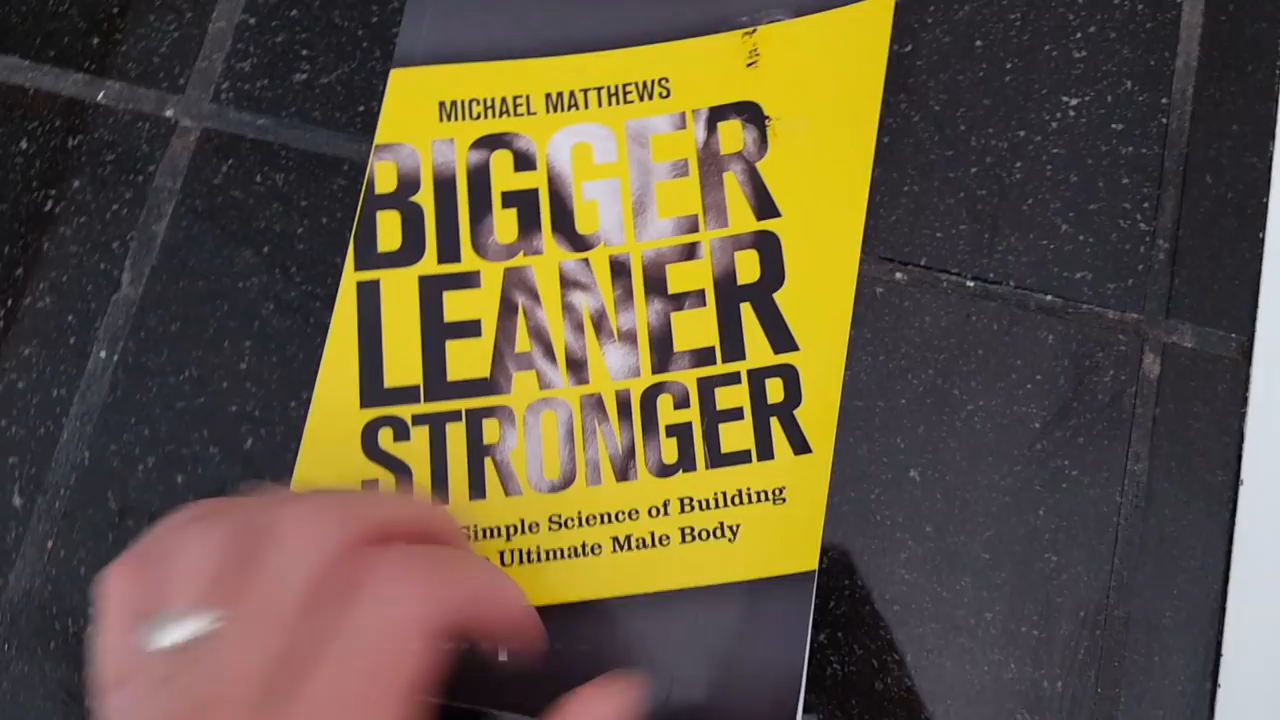 MICHAEL MATTHEWS
BIGGER
LEANER
STRONGER
Simple Science of Building
Ultimate Male Body